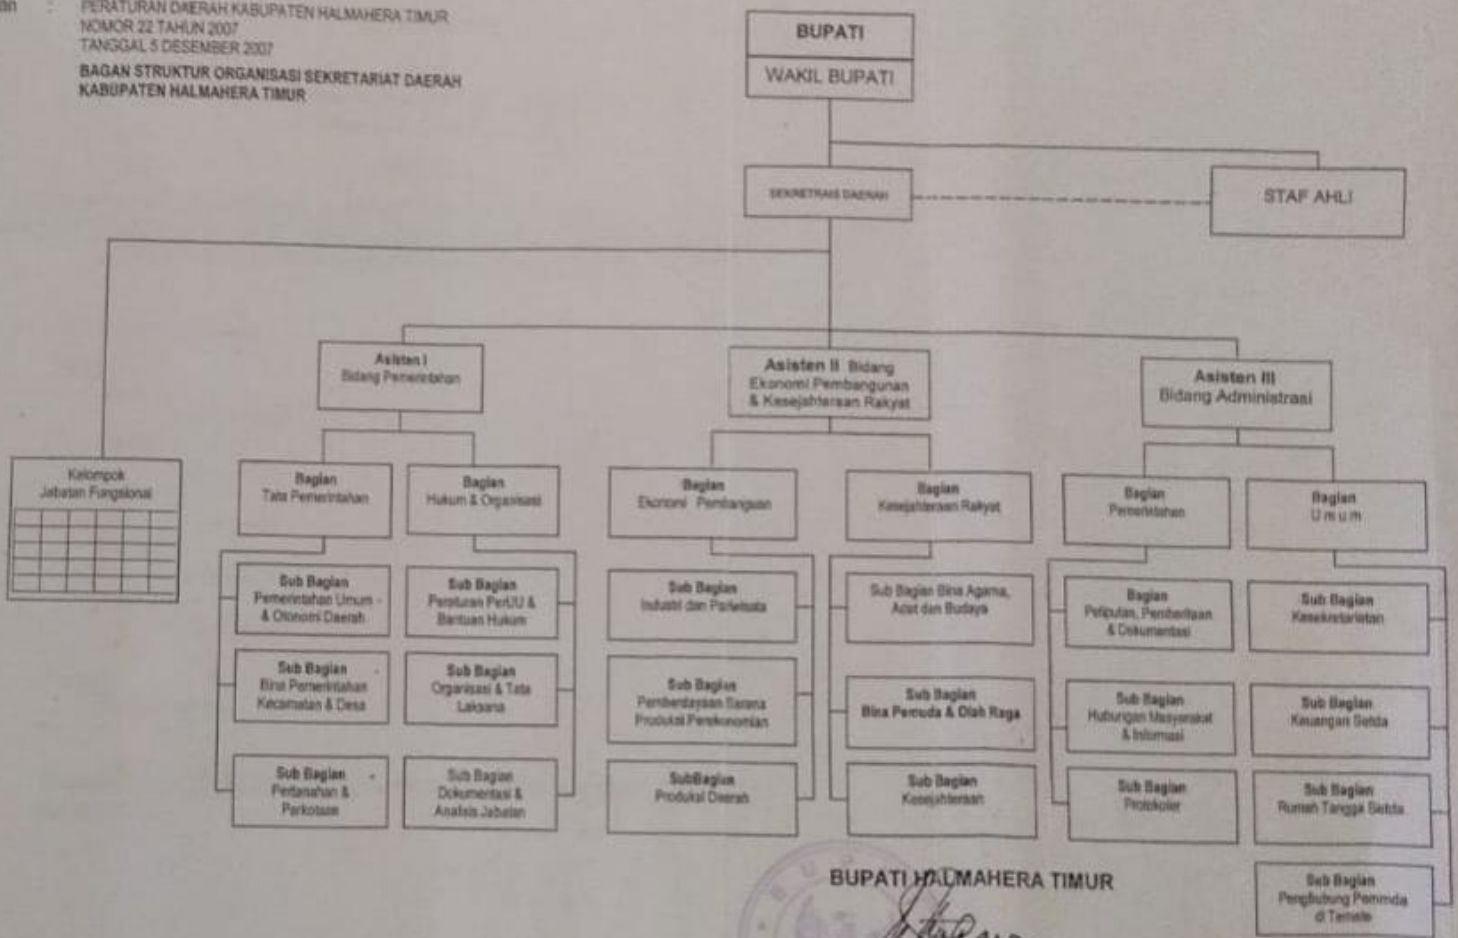 an :
PERATURAN DAERAH KABUPATEN HALMAHERA TIMUR
NOMOR 22 TAHUN 2007
TANGGAL 5 DESEMBER 2007
BAGAN STRUKTUR ORGANISASI SEKRETARIAT DAERAH
KABUPATEN HALMAHERA TIMUR
BUPATI
WAKIL BUPATI
SEKRETRAIS DAERAH
STAF AHLI
Asisten I
Bidang Pemerintahan
Asisten II Bidang
Ekonomi Pembangunan
& Kesejahteraan Rakyat
Asisten III
Bidang Administrasi
Kelompok
Jabatan Fungsional
Bagian
Tata Pemerintahan
Bagian
Hukum & Organisasi
Bagian
Ekonomi Pembanguan
Bagian
Kesejahteraan Rakyat
Bagian
Pemerintahan
Bagian
U m u m
Sub Bagian
Pemerintahan Umum -
& Otonomi Daerah
Sub Bagian
Peraturan PerUU &
Bantuan Hukum
Sub Bagian
Industri dan Pariwisata
Sub Bagian Bina Agama,
Adat dan Budaya
Bagian
Peliputan, Pemberitaan
& Dokumentasi
Sub Bagian
Kesekretariatan
Sub Bagian
Bina Pemerintahan
Kecamatan & Desa
Sub Bagian
Organisasi & Tata
Laksana
Sub Bagian
Pemberdayaan Sarana
Produksi Perekonomian
Sub Bagian
Bina Pemuda & Olah Raga
Sub Bagian
Hubungan Masyarakat
& Informasi
Sub Bagian
Keuangan Setda
Sub Bagian
Pertanahan &
Perkotaan
Sub Bagian
Dokumentasi &
Analisis Jabatan
SubBagian
Produksi Daerah
Sub Bagian
Kesejahteraan
Sub Bagian
Protokoler
Sub Bagian
Rumah Tangga Setda
Sub Bagian
Penghubung Pemmda
di Ternate
BUPATI HALMAHERA TIMUR